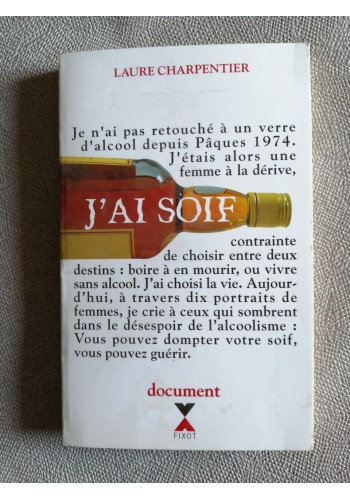 LAURE CHARPENTIER
Je n'ai pas retouché à un verre
d'alcool depuis Pâques 1974.
J'étais alors une
femme à la dérive,
J'AI SOIF
contrainte
de choisir entre deux
destins : boire à en mourir, ou vivre
sans alcool. J'ai choisi la vie. Aujour-
d'hui, à travers dix portraits de
femmes, je crie à ceux qui sombrent
dans le désespoir de l'alcoolisme :
Vous pouvez dompter votre soif,
vous pouvez guérir.
document
FIXOT